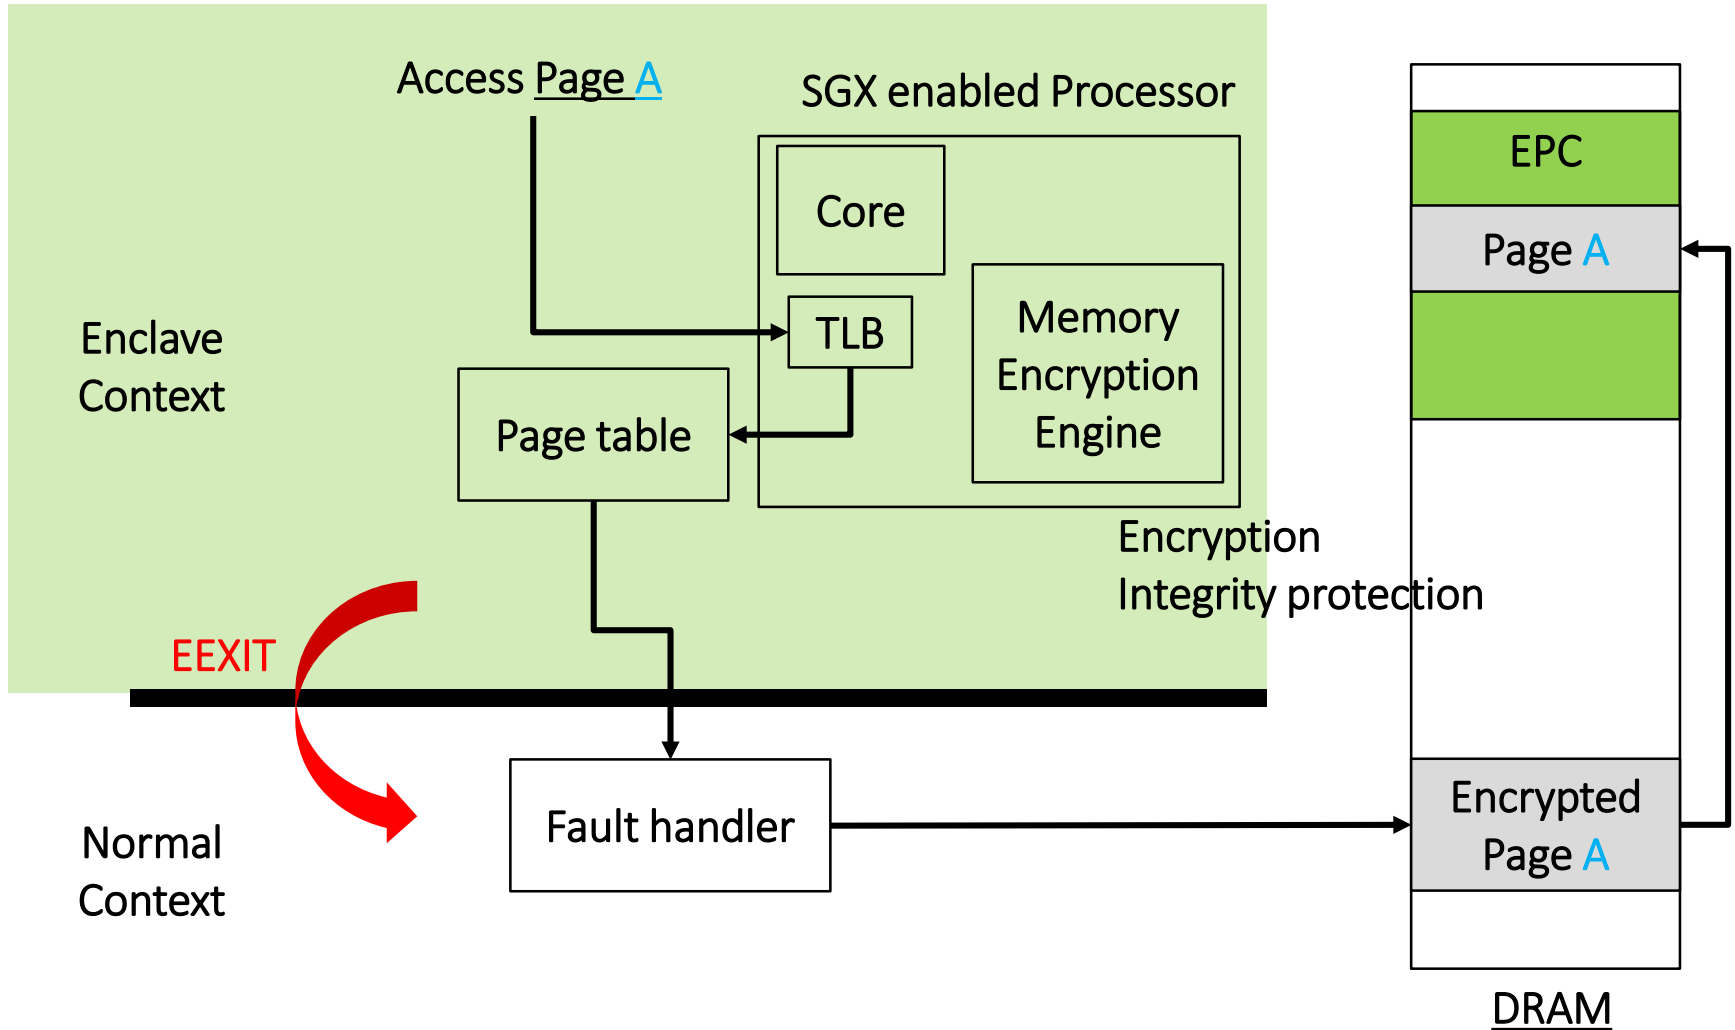 Access Page A
SGX enabled Processor
Core
TLB
Memory
Encryption
Engine
Page table
Enclave
Context
Encryption
Integrity protection
EEXIT
Normal
Context
Fault handler
EPC
Page A
Encrypted
Page A
DRAM